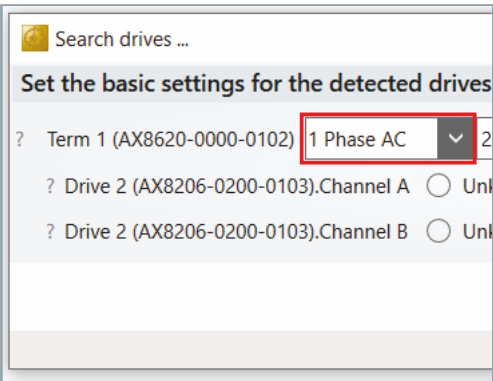 Search drives ...
Set the basic settings for the detected drives
? Term 1 (AX8620-0000-0102) 1 Phase AC 2
? Drive 2 (AX8206-0200-0103).Channel A
? Drive 2 (AX8206-0200-0103).Channel B